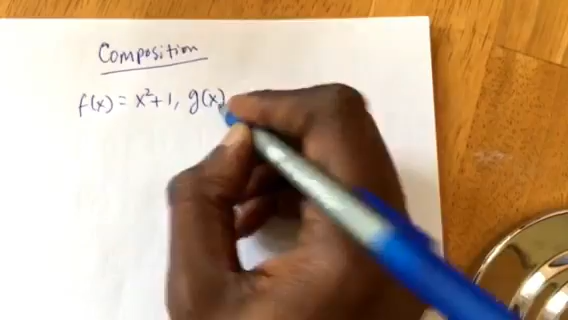 Composition
f(x) = x²+1, g(x)